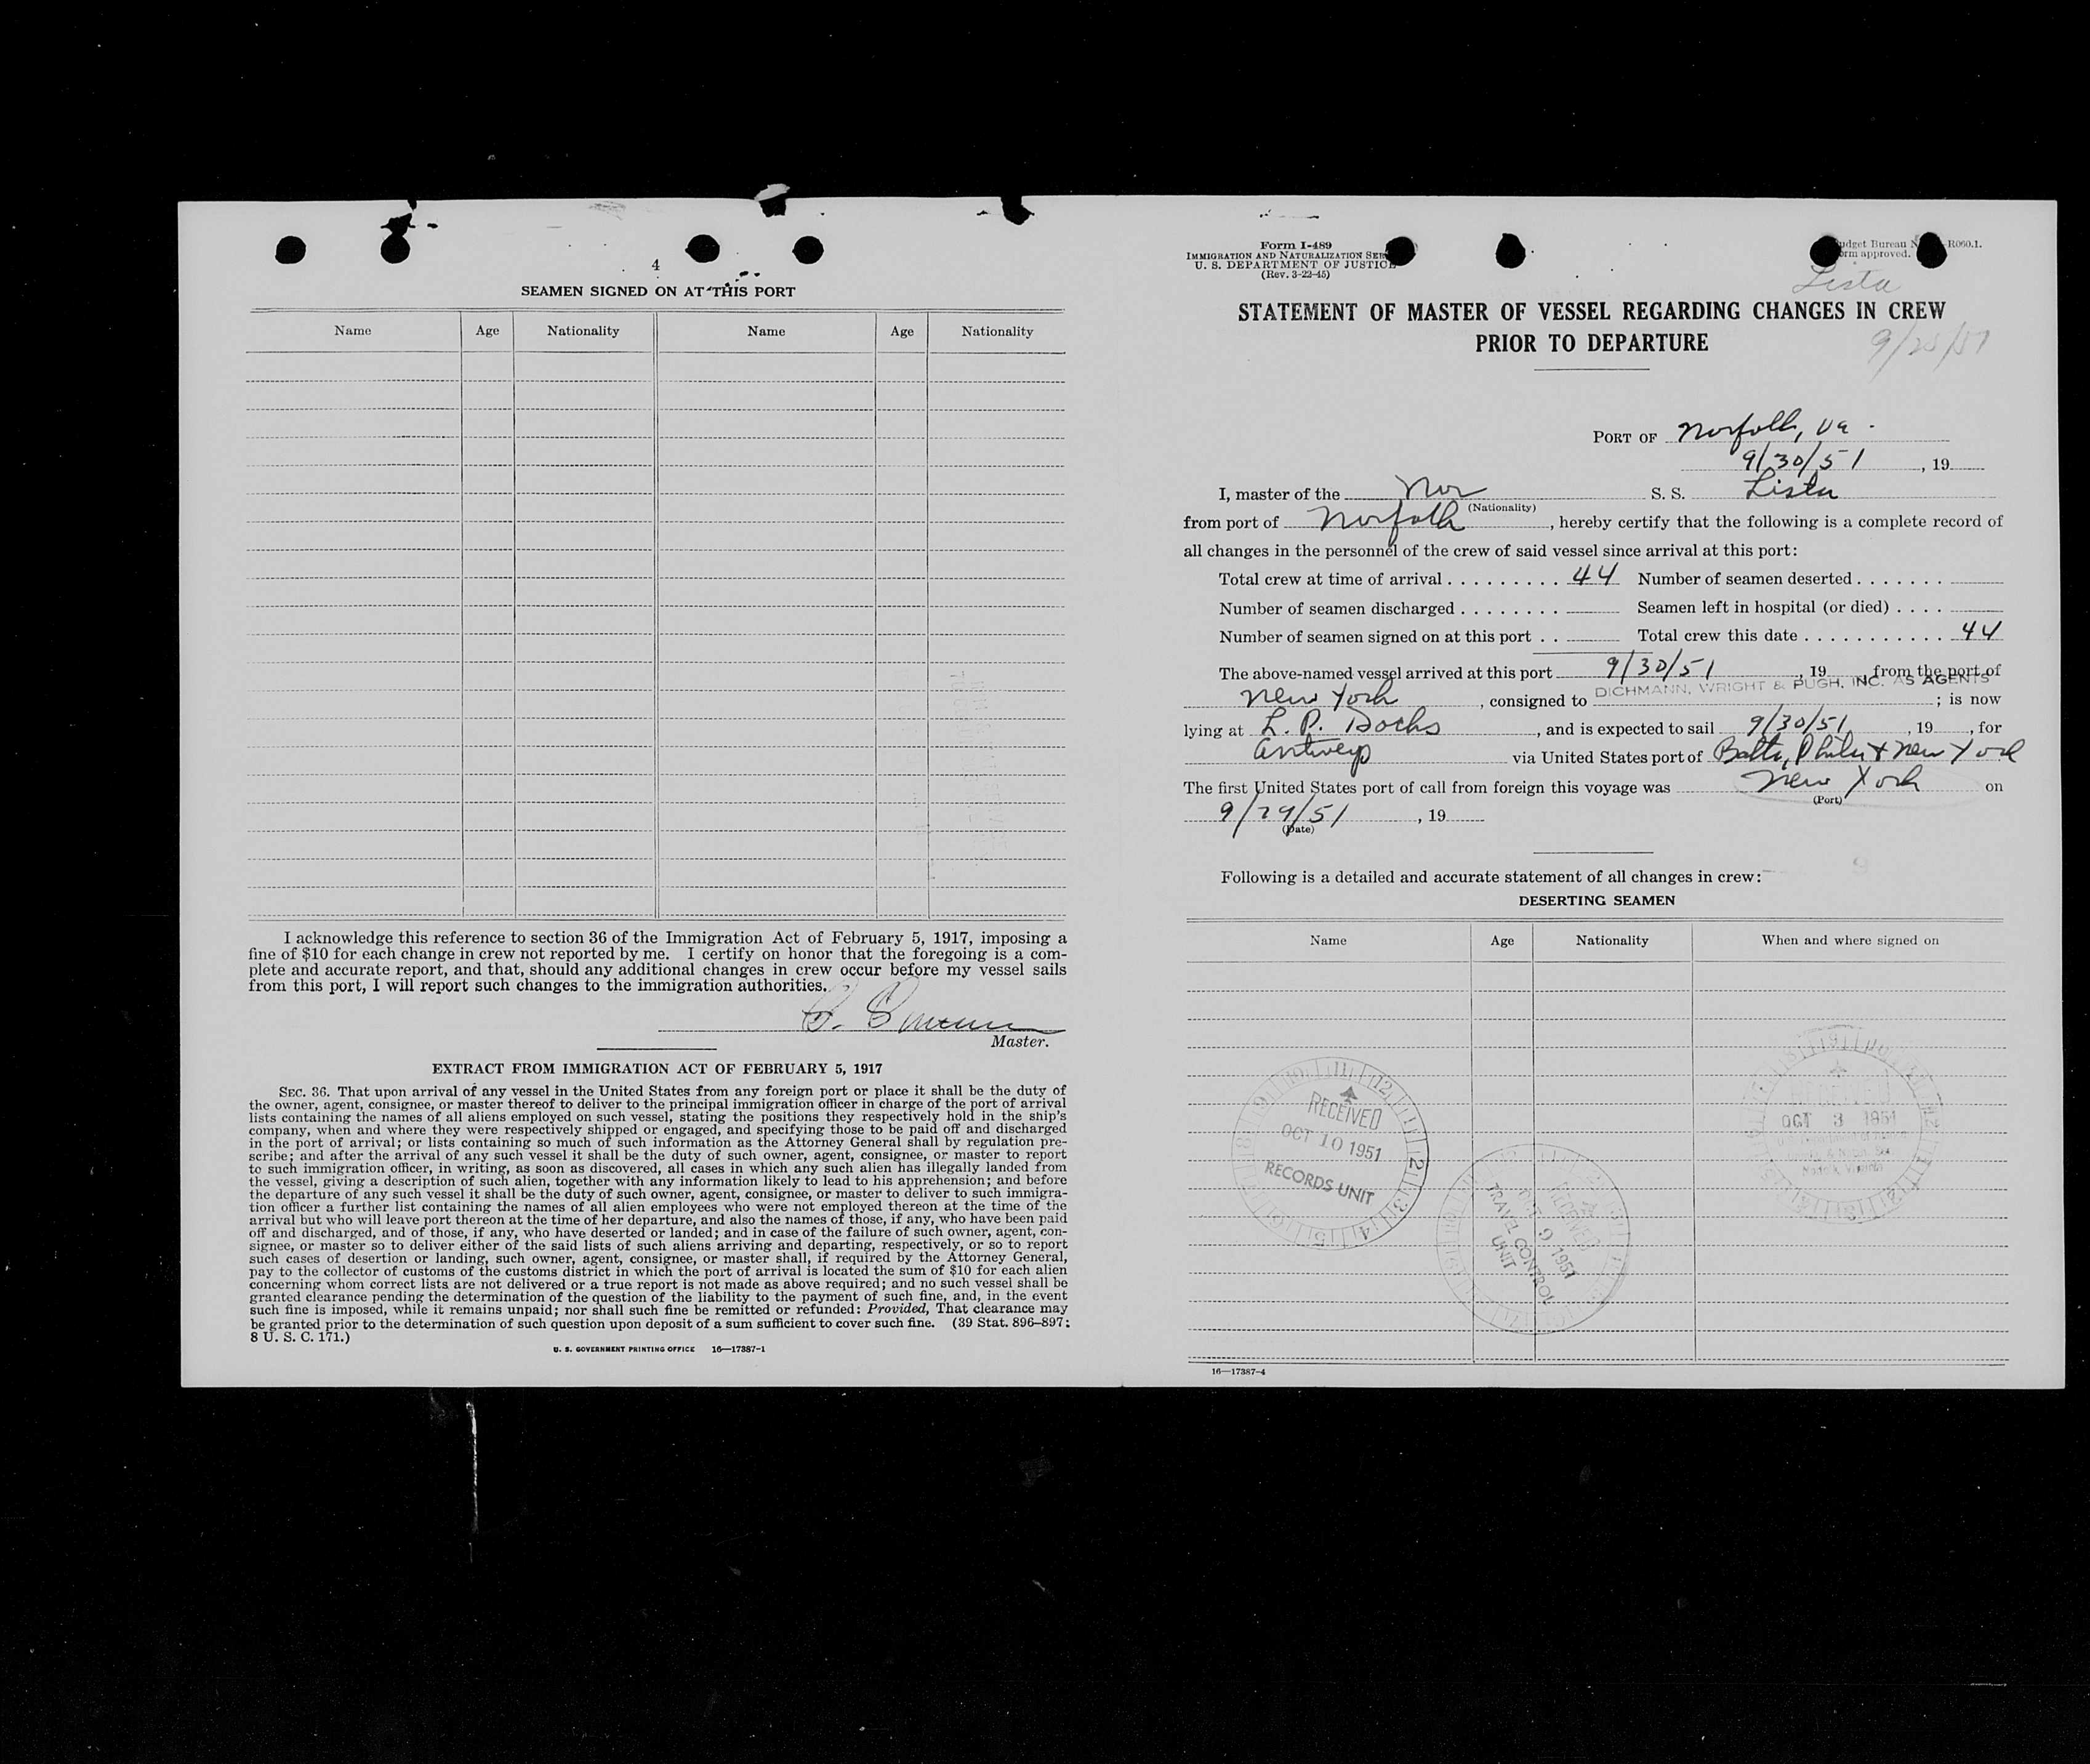 4
SEAMEN SIGNED ON AT THIS PORT
Name Age Nationality Name Age Nationality
I acknowledge this reference to section 36 of the Immigration Act of February 5, 1917, imposing a
fine of $10 for each change in crew not reported by me. I certify on honor that the foregoing is a com-
plete and accurate report, and that, should any additional changes in crew occur before my vessel sails
from this port, I will report such changes to the immigration authorities.
Master.
EXTRACT FROM IMMIGRATION ACT OF FEBRUARY 5, 1917
SEC. 36. That upon arrival of any vessel in the United States from any foreign port or place it shall be the duty of
the owner, agent, consignee, or master thereof to deliver to the principal immigration officer in charge of the port of arrival
lists containing the names of all aliens employed on such vessel, stating the positions they respectively hold in the ship's
company, when and where they were respectively shipped or engaged, and specifying those to be paid off and discharged
in the port of arrival; or lists containing so much of such information as the Attorney General shall by regulation pre-
scribe; and after the arrival of any such vessel it shall be the duty of such owner, agent, consignee, or master to report
to such immigration officer, in writing, as soon as discovered, all cases in which any such alien has illegally landed from
the vessel, giving a description of such alien, together with any information likely to lead to his apprehension; and before
the departure of any such vessel it shall be the duty of such owner, agent, consignee, or master to deliver to such immigra-
tion officer a further list containing the names of all alien employees who were not employed thereon at the time of the
arrival but who will leave port thereon at the time of her departure, and also the names of those, if any, who have been paid
off and discharged, and of those, if any, who have deserted or landed; and in case of the failure of such owner, agent, con-
signee, or master so to deliver either of the said lists of such aliens arriving and departing, respectively, or so to report
such cases of desertion or landing, such owner, agent, consignee, or master shall, if required by the Attorney General,
pay to the collector of customs of the customs district in which the port of arrival is located the sum of $10 for each alien
concerning whom correct lists are not delivered or a true report is not made as above required; and no such vessel shall be
granted clearance pending the determination of the question of the liability to the payment of such fine, and, in the event
such fine is imposed, while it remains unpaid; nor shall such fine be remitted or refunded: Provided, That clearance may
be granted prior to the determination of such question upon deposit of a sum sufficient to cover such fine. (39 Stat. 896–897;
8 U. S. C. 171.)
U. S. GOVERNMENT PRINTING OFFICE 16—17387-1
Form I-489
IMMIGRATION AND NATURALIZATION SER
U. S. DEPARTMENT OF JUSTICE
(Rev. 3-22-45)
udget Bureau N R060.1.
orm approved.
Lista
STATEMENT OF MASTER OF VESSEL REGARDING CHANGES IN CREW
PRIOR TO DEPARTURE
9/25/51
PORT OF Norfolk, Va.
9/30/51, 19
I, master of the Nor S. S. Lista
(Nationality)
from port of Norfolk, hereby certify that the following is a complete record of
all changes in the personnel of the crew of said vessel since arrival at this port:
Total crew at time of arrival . . . . . . . . . 44 Number of seamen deserted . . . . . . .
Number of seamen discharged . . . . . . . . Seamen left in hospital (or died) . . . .
Number of seamen signed on at this port . . Total crew this date . . . . . . . . . . . 44
The above-named vessel arrived at this port 9/30/51, 19 from the port of
New York, consigned to DICHMANN, WRIGHT & PUGH, INC. AS AGENTS; is now
lying at L. P. Docks, and is expected to sail 9/30/51, 19, for
Antwerp via United States port of Balto, Phila & New York
The first United States port of call from foreign this voyage was New York on
(Port)
9/29/51, 19
(Date)
Following is a detailed and accurate statement of all changes in crew:
DESERTING SEAMEN
Name Age Nationality When and where signed on
RECEIVED
OCT 10 1951
RECORDS UNIT
RECEIVED
OCT 9 1951
TRAVEL CONTROL
UNIT
RECEIVED
OCT 3 1951
Norfolk, Virginia
16—17387-4